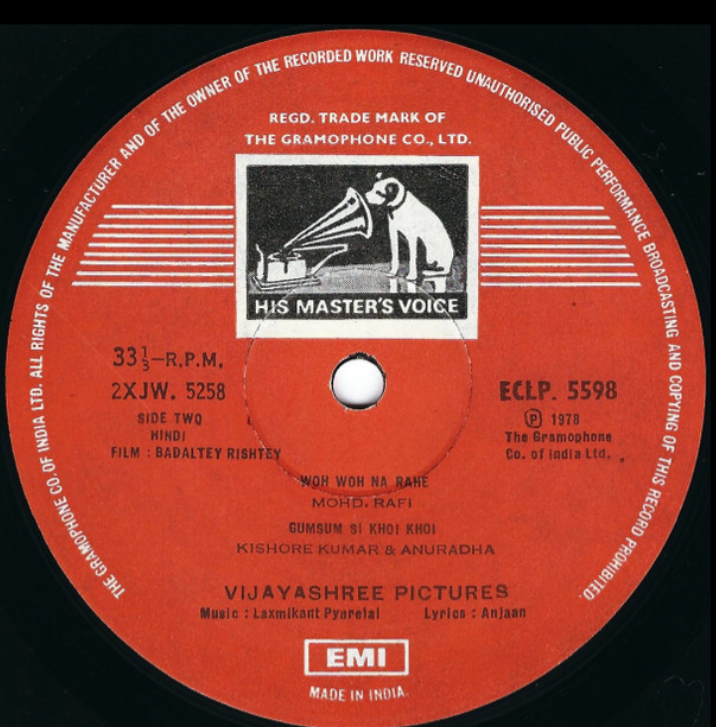 THE GRAMOPHONE CO. OF INDIA LTD. ALL RIGHTS OF THE MANUFACTURER AND OF THE OWNER OF THE RECORDED WORK RESERVED UNAUTHORISED PUBLIC PERFORMANCE BROADCASTING AND COPYING OF THIS RECORD PROHIBITED.
REGD. TRADE MARK OF
THE GRAMOPHONE CO., LTD.
HIS MASTER'S VOICE
33⅓–R.P.M.
2XJW. 5258
SIDE TWO
HINDI
FILM : BADALTEY RISHTEY
ECLP. 5598
Ⓟ 1978
The Gramophone
Co. of India Ltd.
WOH WOH NA RAHE
MOHD. RAFI
GUMSUM SI KHOI KHOI
KISHORE KUMAR & ANURADHA
VIJAYASHREE PICTURES
Music : Laxmikant Pyarelal Lyrics : Anjaan
EMI
MADE IN INDIA.